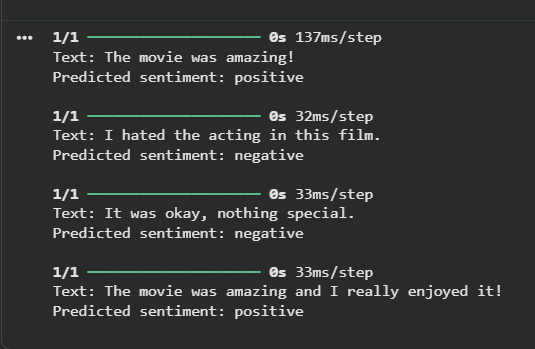 1/1 ━━━━━━━━━━━━━━━━━━━━ 0s 137ms/step
Text: The movie was amazing!
Predicted sentiment: positive
1/1 ━━━━━━━━━━━━━━━━━━━━ 0s 32ms/step
Text: I hated the acting in this film.
Predicted sentiment: negative
1/1 ━━━━━━━━━━━━━━━━━━━━ 0s 33ms/step
Text: It was okay, nothing special.
Predicted sentiment: negative
1/1 ━━━━━━━━━━━━━━━━━━━━ 0s 33ms/step
Text: The movie was amazing and I really enjoyed it!
Predicted sentiment: positive